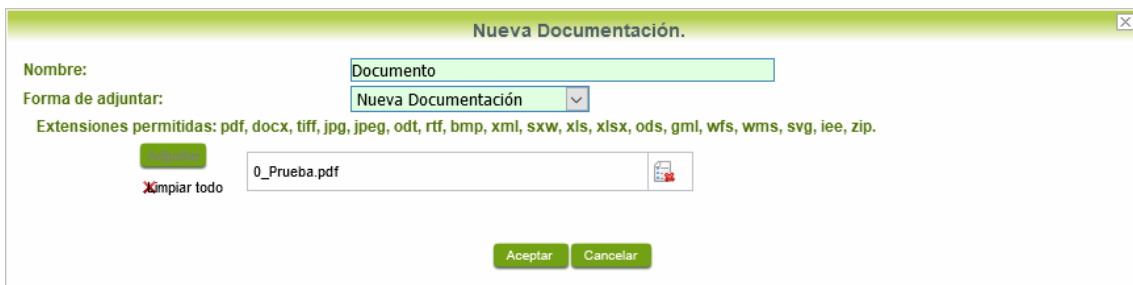 Nueva Documentación.
Nombre: Documento
Forma de adjuntar: Nueva Documentación
Extensiones permitidas: pdf, docx, tiff, jpg, jpeg, odt, rtf, bmp, xml, sxw, xls, xlsx, ods, gml, wfs, wms, svg, iee, zip.
Adjuntar
0_Prueba.pdf
Limpiar todo
Aceptar Cancelar